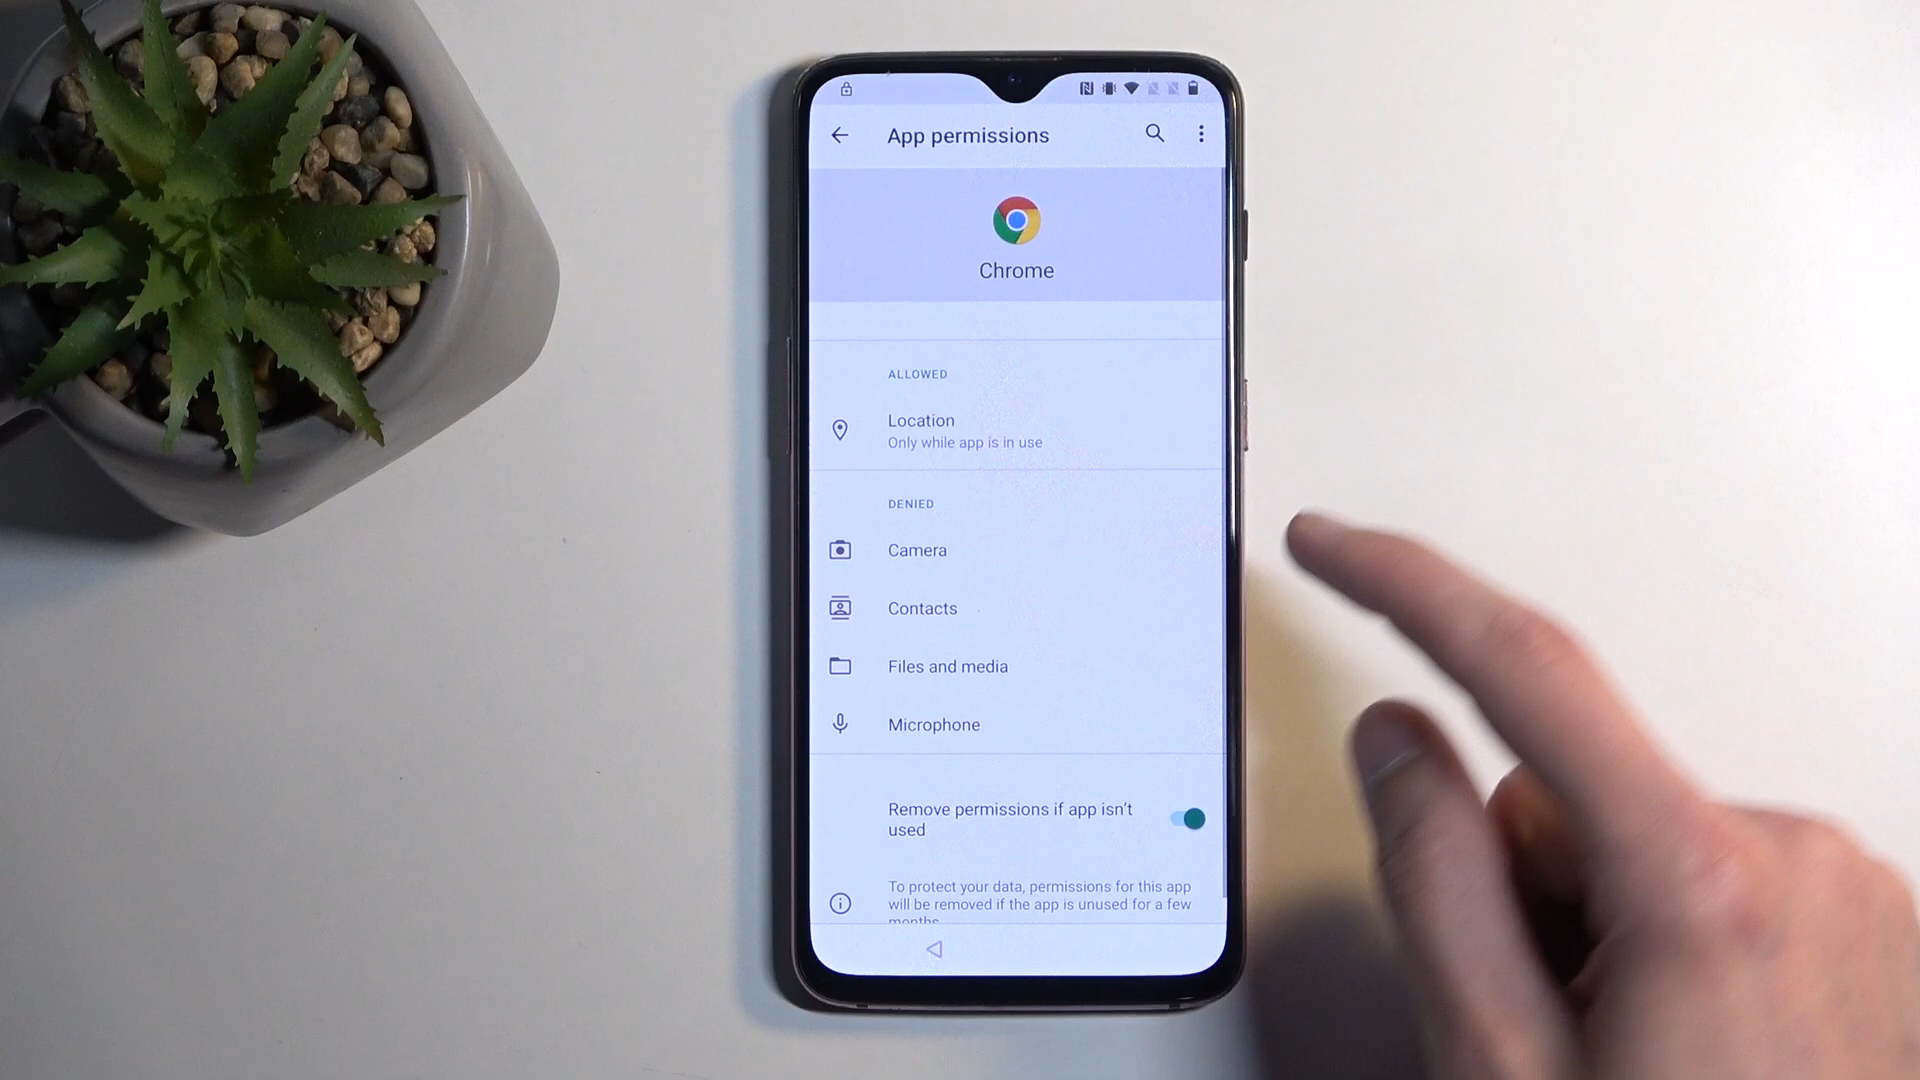 App permissions
Chrome
ALLOWED
Location
Only while app is in use
DENIED
Camera
Contacts
Files and media
Microphone
Remove permissions if app isn't
used
To protect your data, permissions for this app
will be removed if the app is unused for a few
months